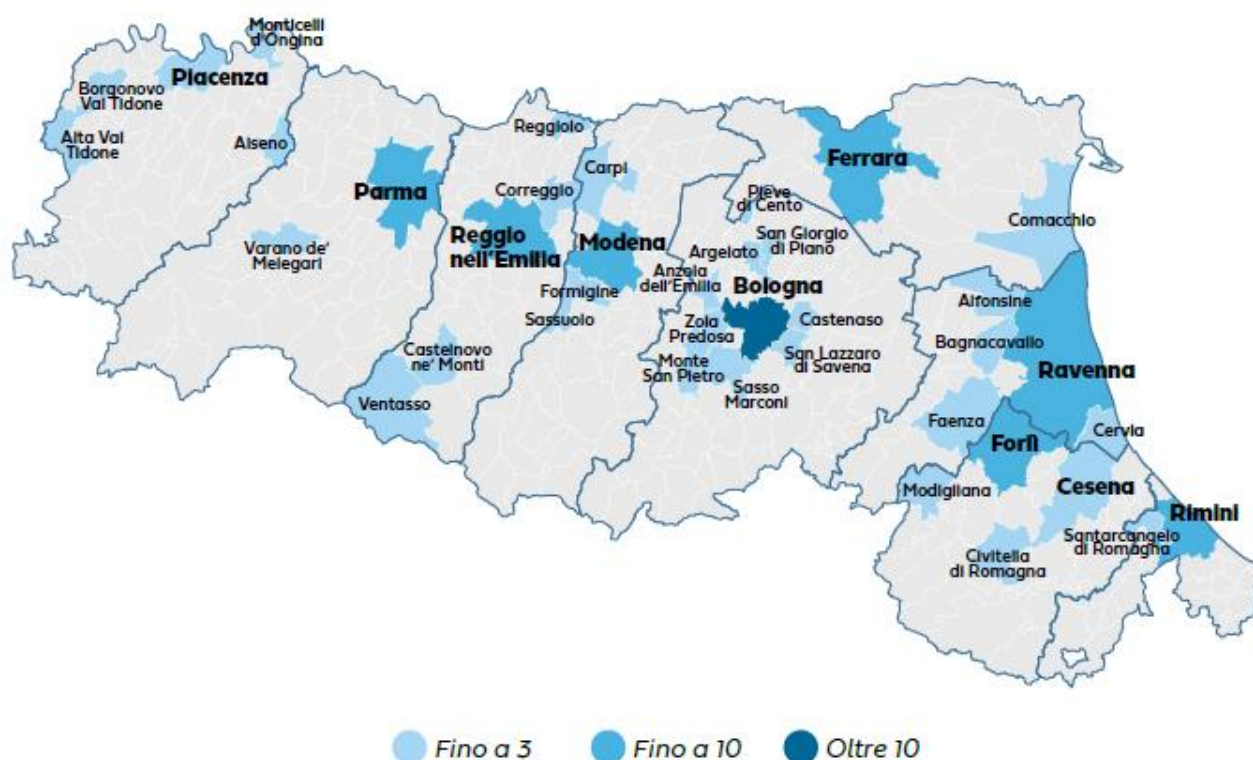 Monticelli
d'Ongina
Piacenza
Borgonovo
Val Tidone
Alta Val
Tidone
Alseno
Reggiolo
Carpi
Ferrara
Parma
Correggio
Pieve
di Cento
Comacchio
Varano de'
Melegari
Reggio
nell'Emilia
Modena
Argelato
San Giorgio
di Piano
Anzola
dell'Emilia
Bologna
Formigine
Sassuolo
Zola
Predosa
Castenaso
Alfonsine
Bagnacavallo
Castelnovo
ne' Monti
Monte
San Pietro
San Lazzaro
di Savena
Ravenna
Sasso
Marconi
Ventasso
Faenza
Cervia
Forlì
Modigliana
Cesena
Rimini
Santarcangelo
di Romagna
Civitella
di Romagna
Fino a 3
Fino a 10
Oltre 10